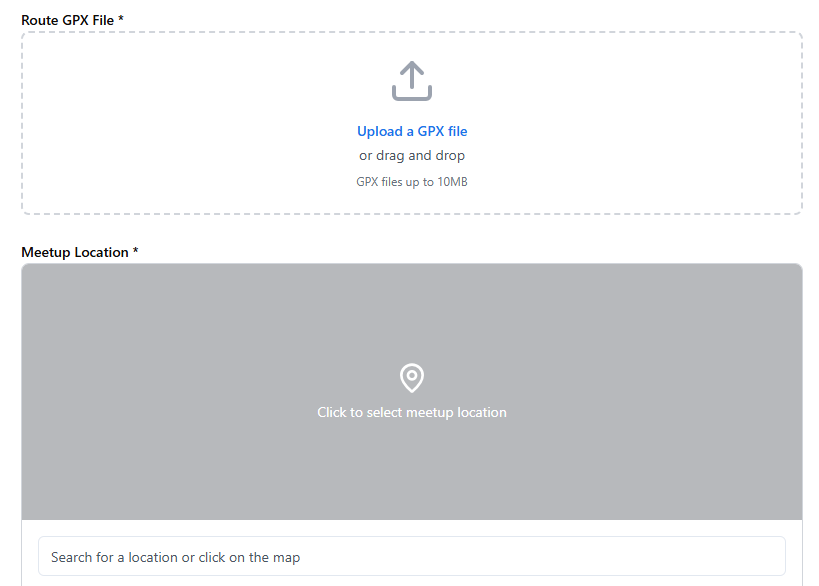 Route GPX File *
Upload a GPX file
or drag and drop
GPX files up to 10MB
Meetup Location *
Click to select meetup location
Search for a location or click on the map